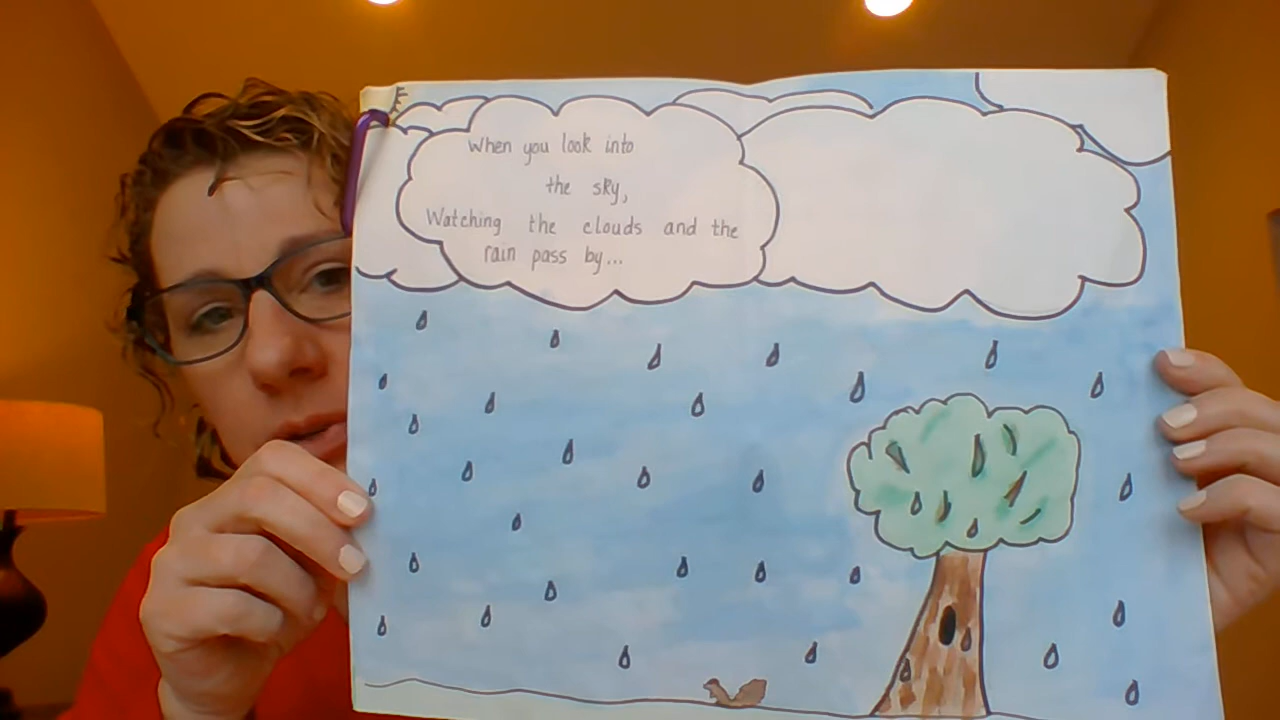 When you look into
the sky,
Watching the clouds and the
rain pass by...